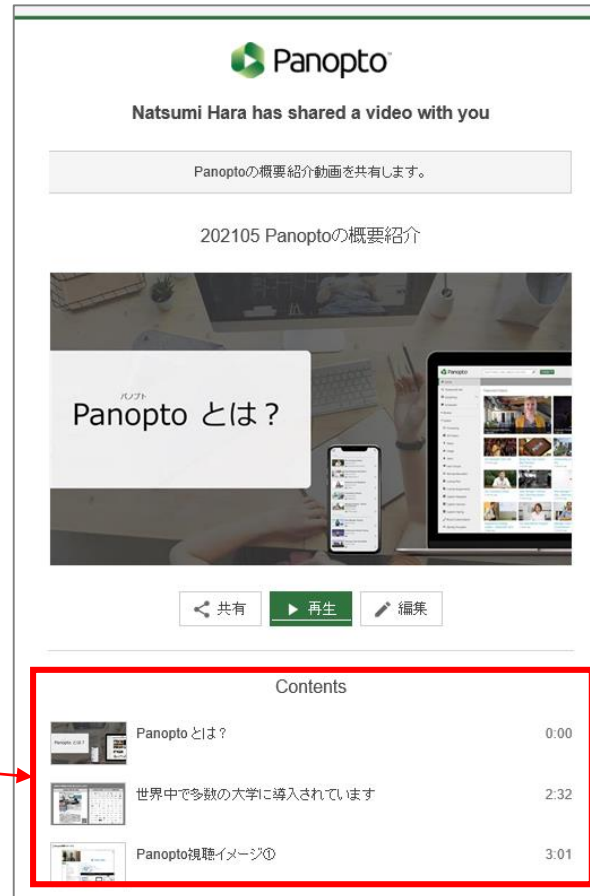 Panopto
Natsumi Hara has shared a video with you
Panoptoの概要紹介動画を共有します。
202105 Panoptoの概要紹介
パノプト
Panopto とは？
Panopto
共有
再生
編集
Contents
Panopto とは？
0:00
世界中で多数の大学に導入されています
2:32
Panopto視聴イメージ①
3:01